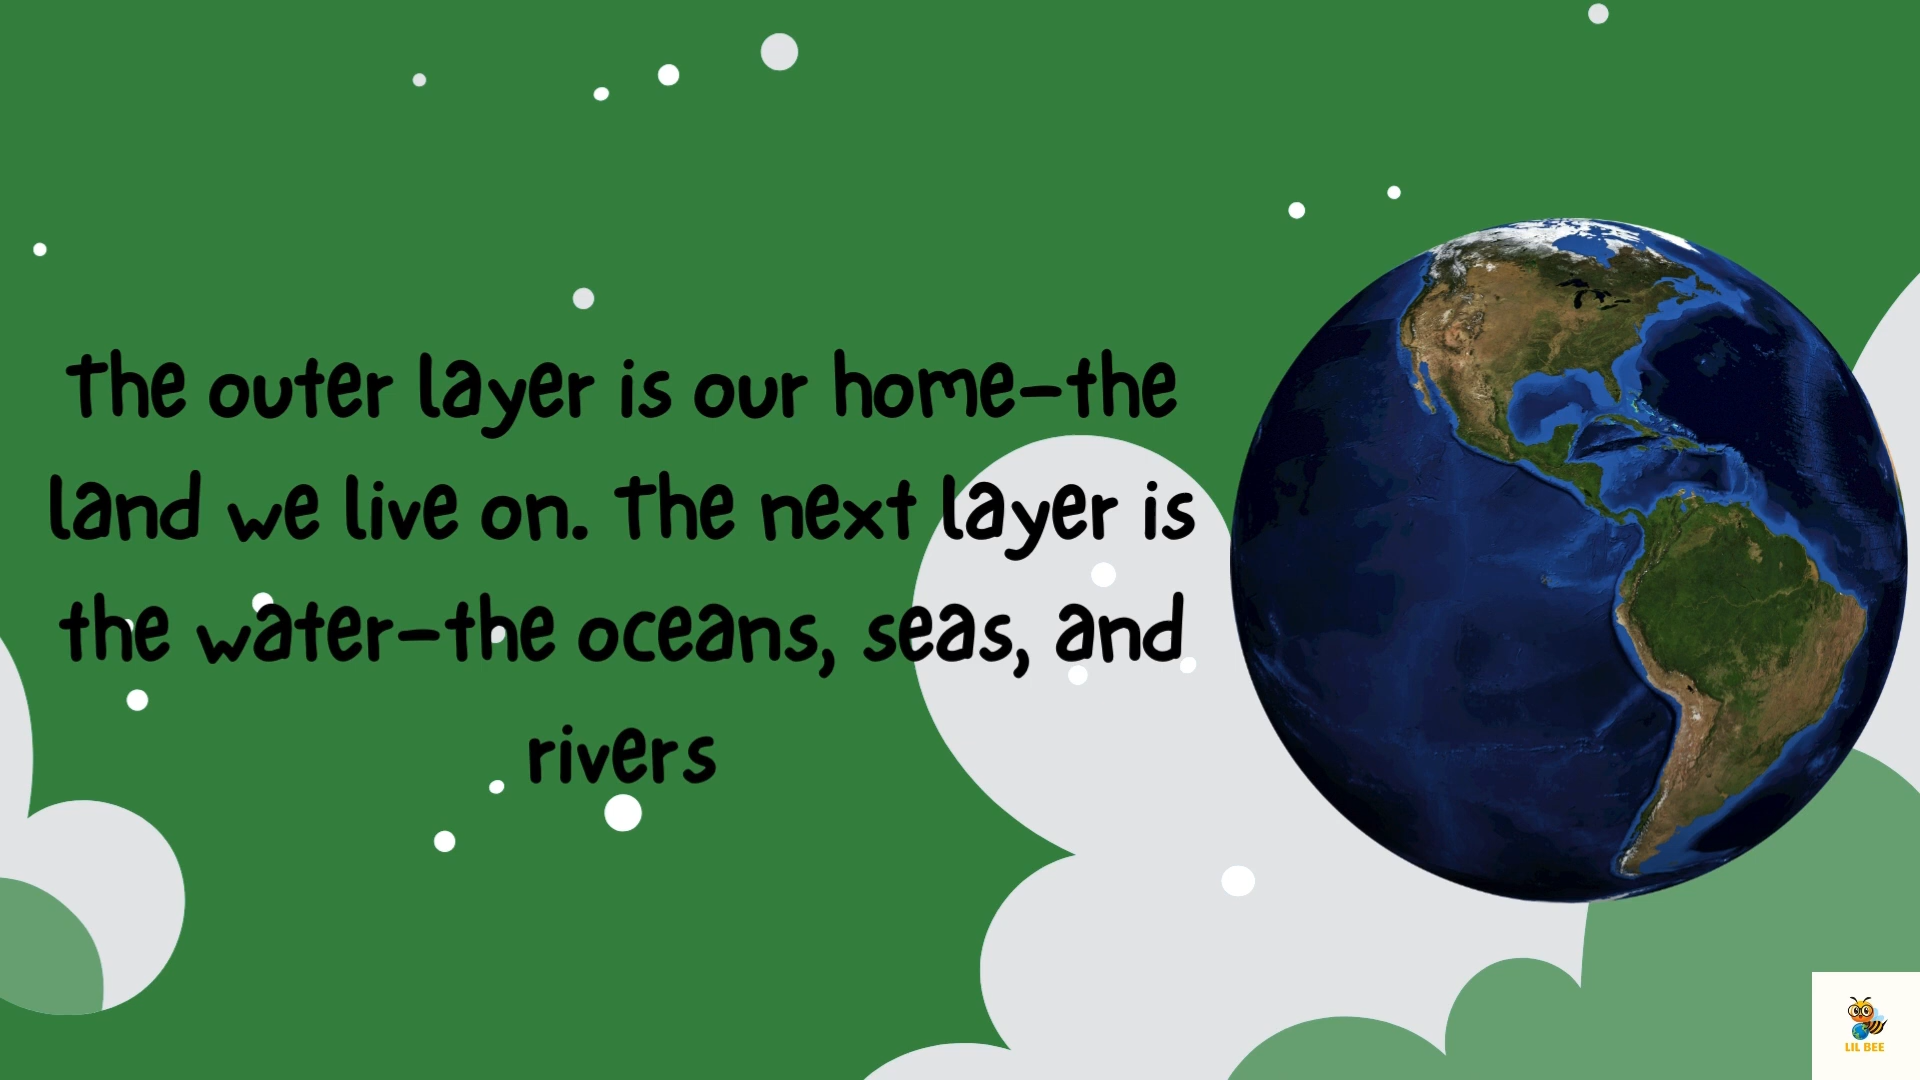 The outer layer is our home-the
land we live on. The next layer is
the water-the oceans, seas, and
rivers
LIL BEE